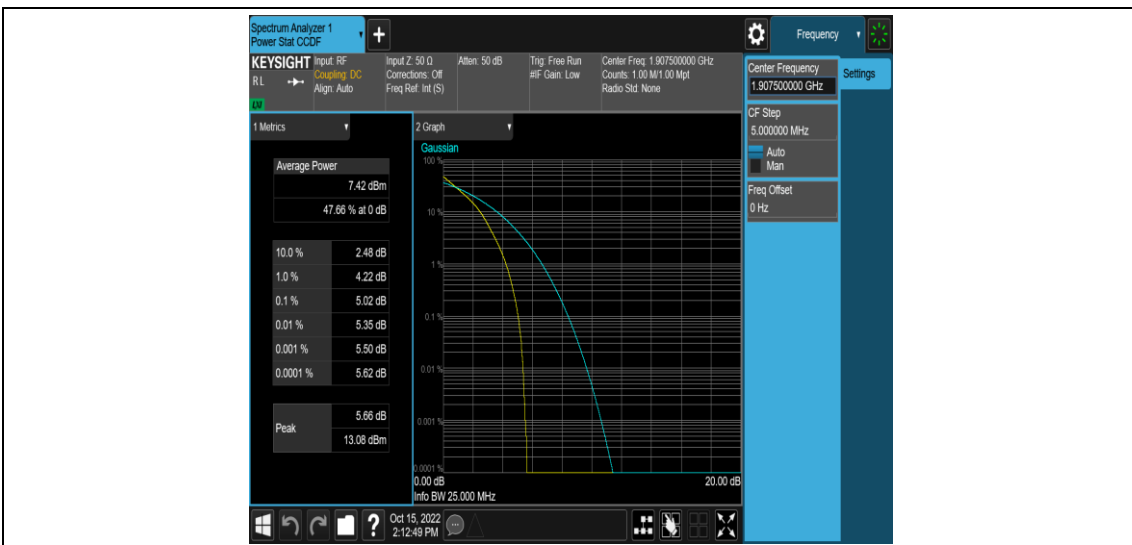 Spectrum Analyzer 1
Power Stat CCDF
+
Frequency
KEYSIGHT
RL
LXI
Input: RF
Coupling: DC
Align: Auto
Input Z: 50 Ω
Corrections: Off
Freq Ref: Int (S)
Atten: 50 dB
Trig: Free Run
#IF Gain: Low
Center Freq: 1.907500000 GHz
Counts: 1.00 M/1.00 Mpt
Radio Std: None
Center Frequency
1.907500000 GHz
Settings
CF Step
5.000000 MHz
Auto
Man
Freq Offset
0 Hz
1 Metrics
Average Power
7.42 dBm
47.66 % at 0 dB
10.0 % 2.48 dB
1.0 % 4.22 dB
0.1 % 5.02 dB
0.01 % 5.35 dB
0.001 % 5.50 dB
0.0001 % 5.62 dB
Peak
5.66 dB
13.08 dBm
2 Graph
Gaussian
100 %
10 %
1 %
0.1 %
0.01 %
0.001 %
0.0001 %
0.00 dB 20.00 dB
Info BW 25.000 MHz
?
Oct 15, 2022
2:12:49 PM